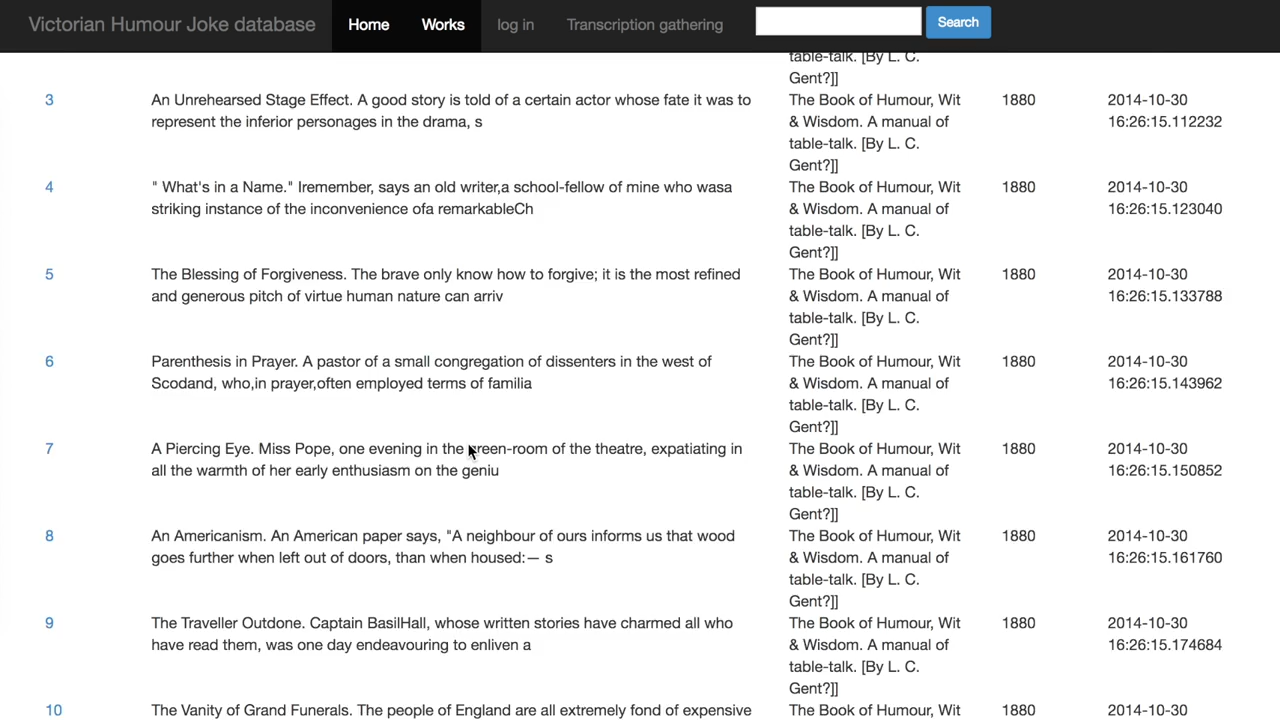 Victorian Humour Joke database Home Works log in Transcription gathering Search
table-talk. [By L. C.
Gent?]]
3 An Unrehearsed Stage Effect. A good story is told of a certain actor whose fate it was to The Book of Humour, Wit 1880 2014-10-30
represent the inferior personages in the drama, s & Wisdom. A manual of 16:26:15.112232
table-talk. [By L. C.
Gent?]]
4 " What's in a Name." Iremember, says an old writer,a school-fellow of mine who wasa The Book of Humour, Wit 1880 2014-10-30
striking instance of the inconvenience ofa remarkableCh & Wisdom. A manual of 16:26:15.123040
table-talk. [By L. C.
Gent?]]
5 The Blessing of Forgiveness. The brave only know how to forgive; it is the most refined The Book of Humour, Wit 1880 2014-10-30
and generous pitch of virtue human nature can arriv & Wisdom. A manual of 16:26:15.133788
table-talk. [By L. C.
Gent?]]
6 Parenthesis in Prayer. A pastor of a small congregation of dissenters in the west of The Book of Humour, Wit 1880 2014-10-30
Scodand, who,in prayer,often employed terms of familia & Wisdom. A manual of 16:26:15.143962
table-talk. [By L. C.
Gent?]]
7 A Piercing Eye. Miss Pope, one evening in the green-room of the theatre, expatiating in The Book of Humour, Wit 1880 2014-10-30
all the warmth of her early enthusiasm on the geniu & Wisdom. A manual of 16:26:15.150852
table-talk. [By L. C.
Gent?]]
8 An Americanism. An American paper says, "A neighbour of ours informs us that wood The Book of Humour, Wit 1880 2014-10-30
goes further when left out of doors, than when housed:— s & Wisdom. A manual of 16:26:15.161760
table-talk. [By L. C.
Gent?]]
9 The Traveller Outdone. Captain BasilHall, whose written stories have charmed all who The Book of Humour, Wit 1880 2014-10-30
have read them, was one day endeavouring to enliven a & Wisdom. A manual of 16:26:15.174684
table-talk. [By L. C.
Gent?]]
10 The Vanity of Grand Funerals. The people of England are all extremely fond of expensive The Book of Humour, Wit 1880 2014-10-30